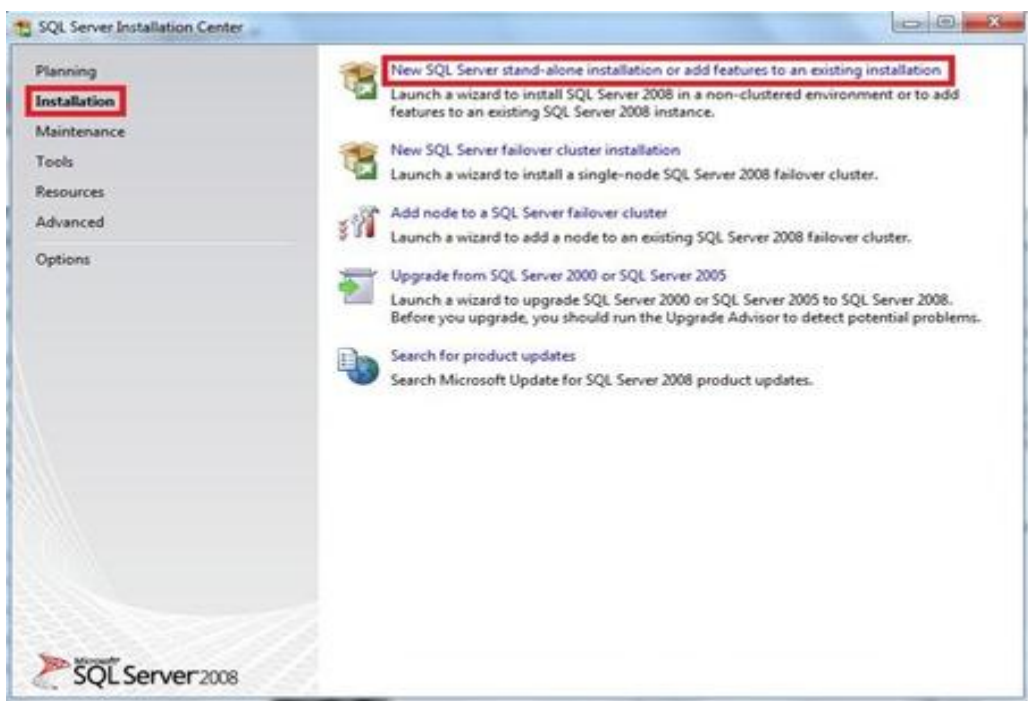 SQL Server Installation Center
Planning
Installation
Maintenance
Tools
Resources
Advanced
Options
New SQL Server stand-alone installation or add features to an existing installation
Launch a wizard to install SQL Server 2008 in a non-clustered environment or to add
features to an existing SQL Server 2008 instance.
New SQL Server failover cluster installation
Launch a wizard to install a single-node SQL Server 2008 failover cluster.
Add node to a SQL Server failover cluster
Launch a wizard to add a node to an existing SQL Server 2008 failover cluster.
Upgrade from SQL Server 2000 or SQL Server 2005
Launch a wizard to upgrade SQL Server 2000 or SQL Server 2005 to SQL Server 2008.
Before you upgrade, you should run the Upgrade Advisor to detect potential problems.
Search for product updates
Search Microsoft Update for SQL Server 2008 product updates.
Microsoft
SQL Server 2008